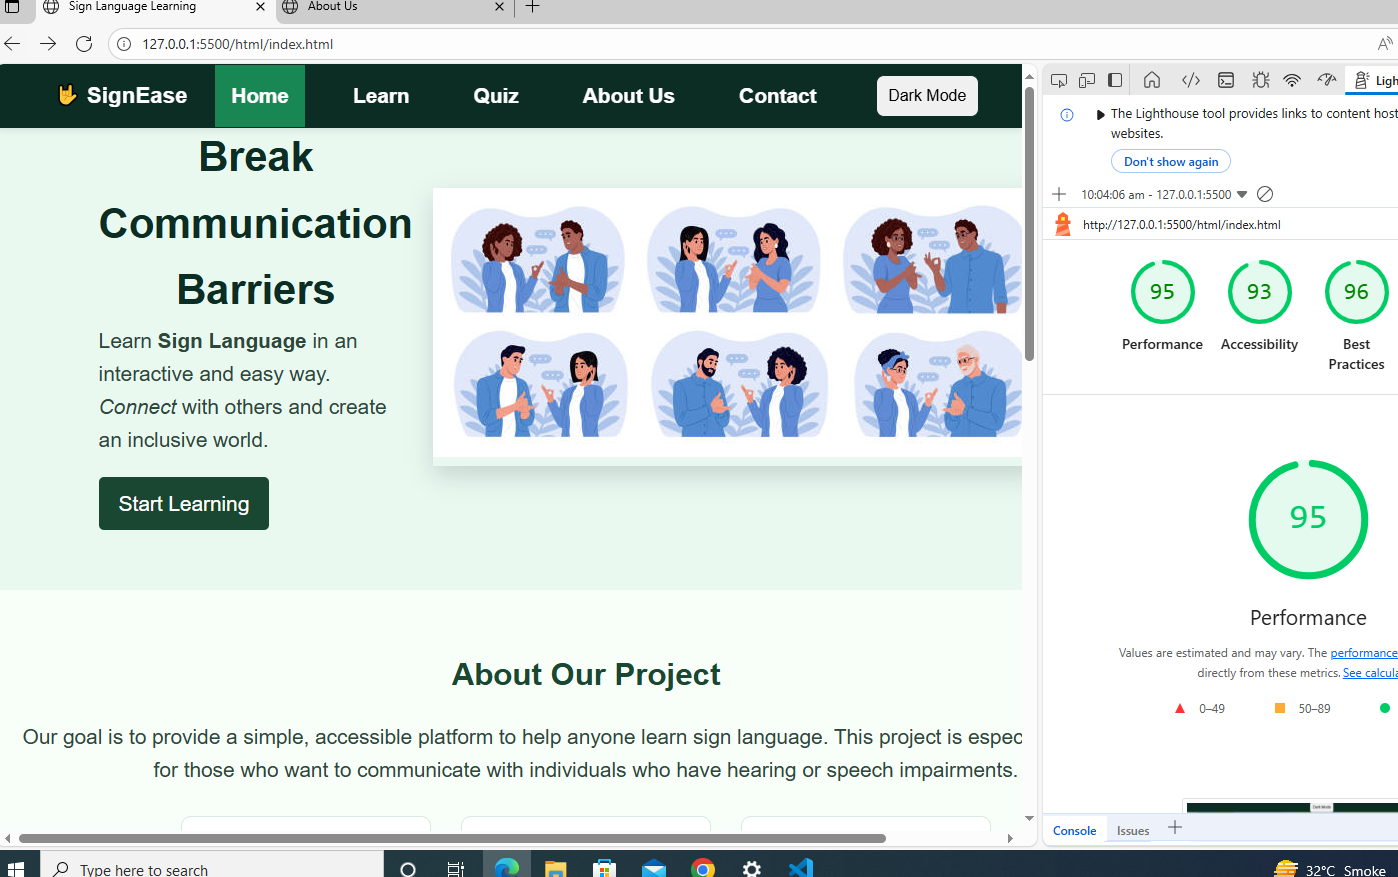 Sign Language Learning
About Us
127.0.0.1:5500/html/index.html
SignEase
Home
Learn
Quiz
About Us
Contact
Dark Mode
Break
Communication
Barriers
Learn Sign Language in an
interactive and easy way.
Connect with others and create
an inclusive world.
Start Learning
About Our Project
Our goal is to provide a simple, accessible platform to help anyone learn sign language. This project is espec
for those who want to communicate with individuals who have hearing or speech impairments.
Ligh
The Lighthouse tool provides links to content host
websites.
Don't show again
10:04:06 am - 127.0.0.1:5500
http://127.0.0.1:5500/html/index.html
95
93
96
Performance
Accessibility
Best
Practices
95
Performance
Values are estimated and may vary. The performance
directly from these metrics. See calcula
0–49
50–89
Dark Mode
Console
Issues
Type here to search
32°C Smoke